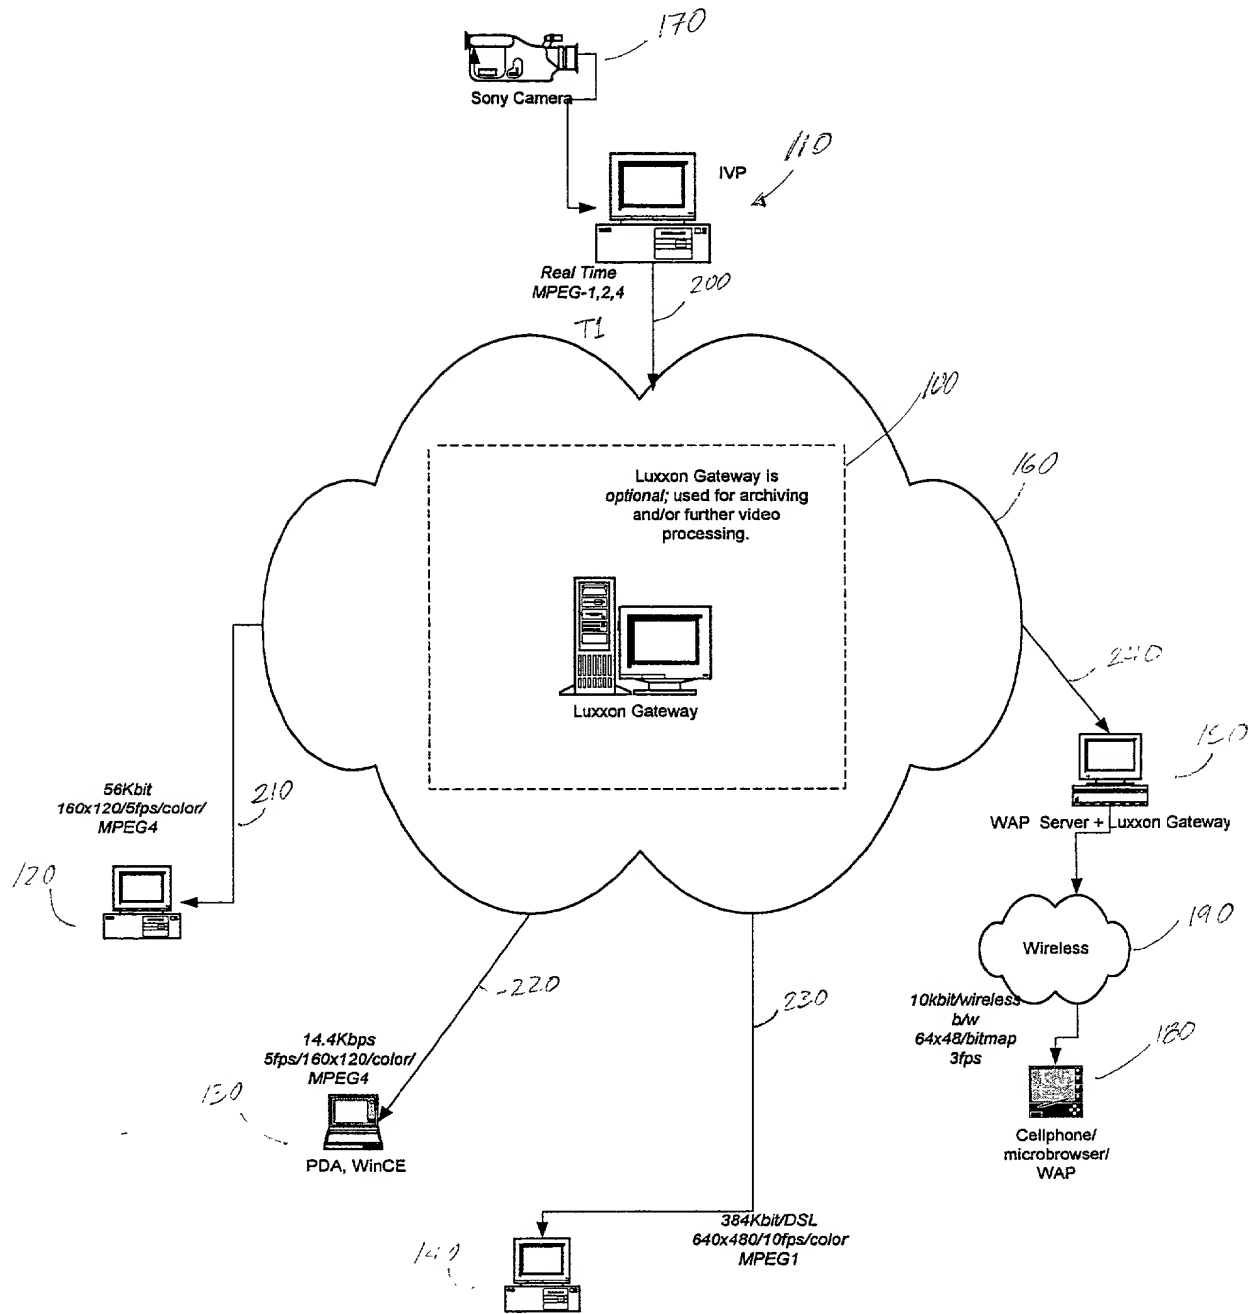 170
Sony Camera
110
IVP
Real Time
MPEG-1,2,4
200
T1
100
160
Luxxon Gateway is
optional; used for archiving
and/or further video
processing.
Luxxon Gateway
240
150
WAP Server + Luxxon Gateway
56Kbit
160x120/5fps/color/
MPEG4
210
120
190
Wireless
220
230
10kbit/wireless
b/w
64x48/bitmap
3fps
180
14.4Kbps
5fps/160x120/color/
MPEG4
130
PDA, WinCE
Cellphone/
microbrowser/
WAP
384Kbit/DSL
640x480/10fps/color
MPEG1
140